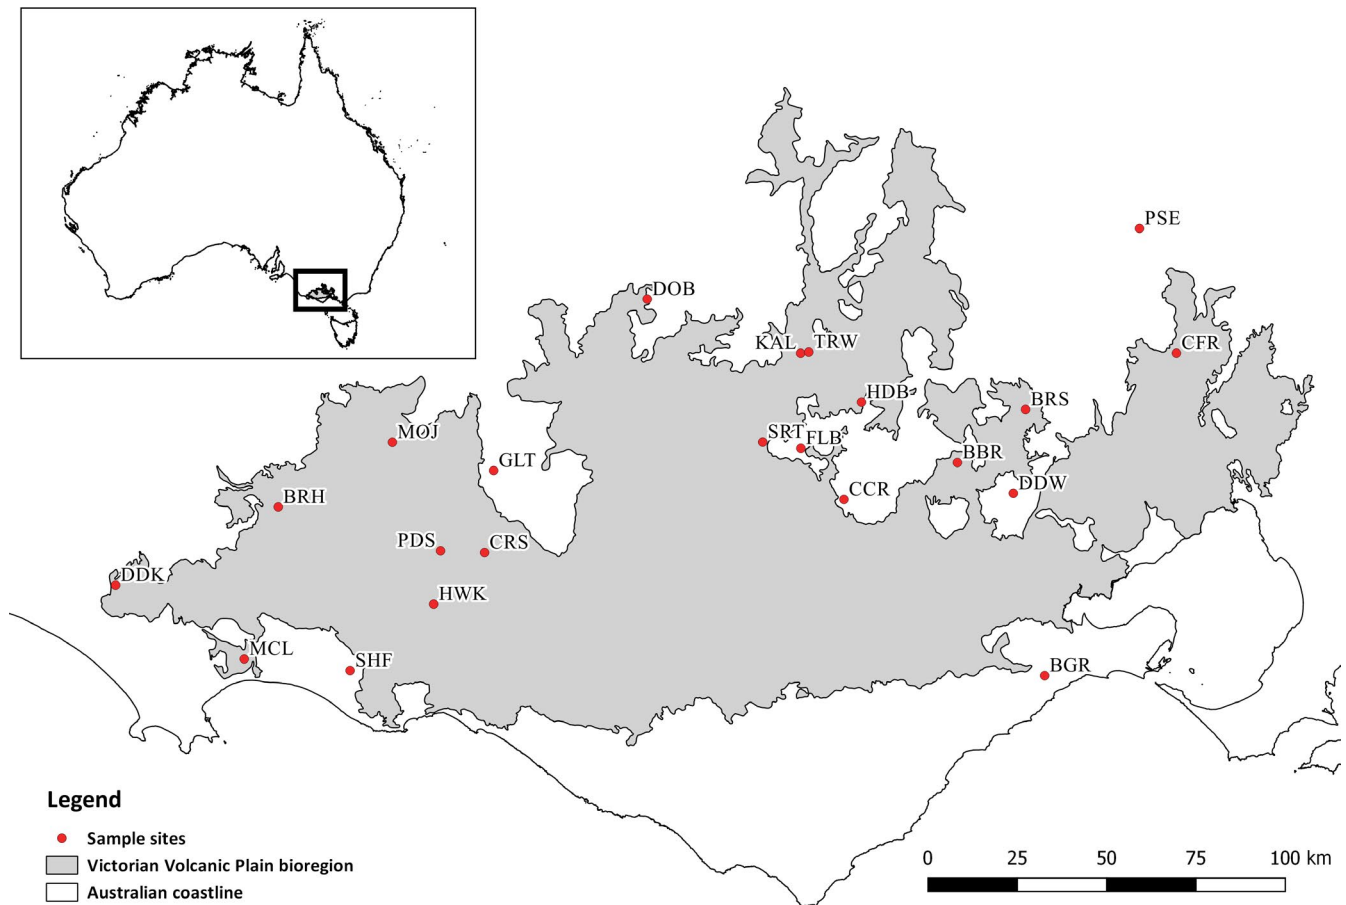 PSE
DOB
KAL TRW
CFR
HDB
BRS
MOJ
SRT FLB
GLT
BBR
DDW
BRH
CCR
PDS
CRS
DDK
HWK
MCL
SHF
BGR
Legend
Sample sites
Victorian Volcanic Plain bioregion
Australian coastline
0 25 50 75 100 km